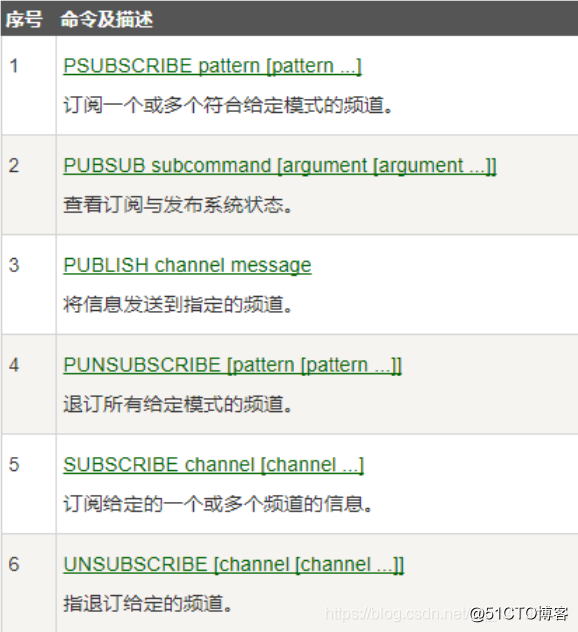 序号 命令及描述
1 PSUBSCRIBE pattern [pattern ...]
订阅一个或多个符合给定模式的频道。
2 PUBSUB subcommand [argument [argument ...]]
查看订阅与发布系统状态。
3 PUBLISH channel message
将信息发送到指定的频道。
4 PUNSUBSCRIBE [pattern [pattern ...]]
退订所有给定模式的频道。
5 SUBSCRIBE channel [channel ...]
订阅给定的一个或多个频道的信息。
6 UNSUBSCRIBE [channel [channel ...]]
指退订给定的频道。
https://blog.csdn.net
@51CTO博客